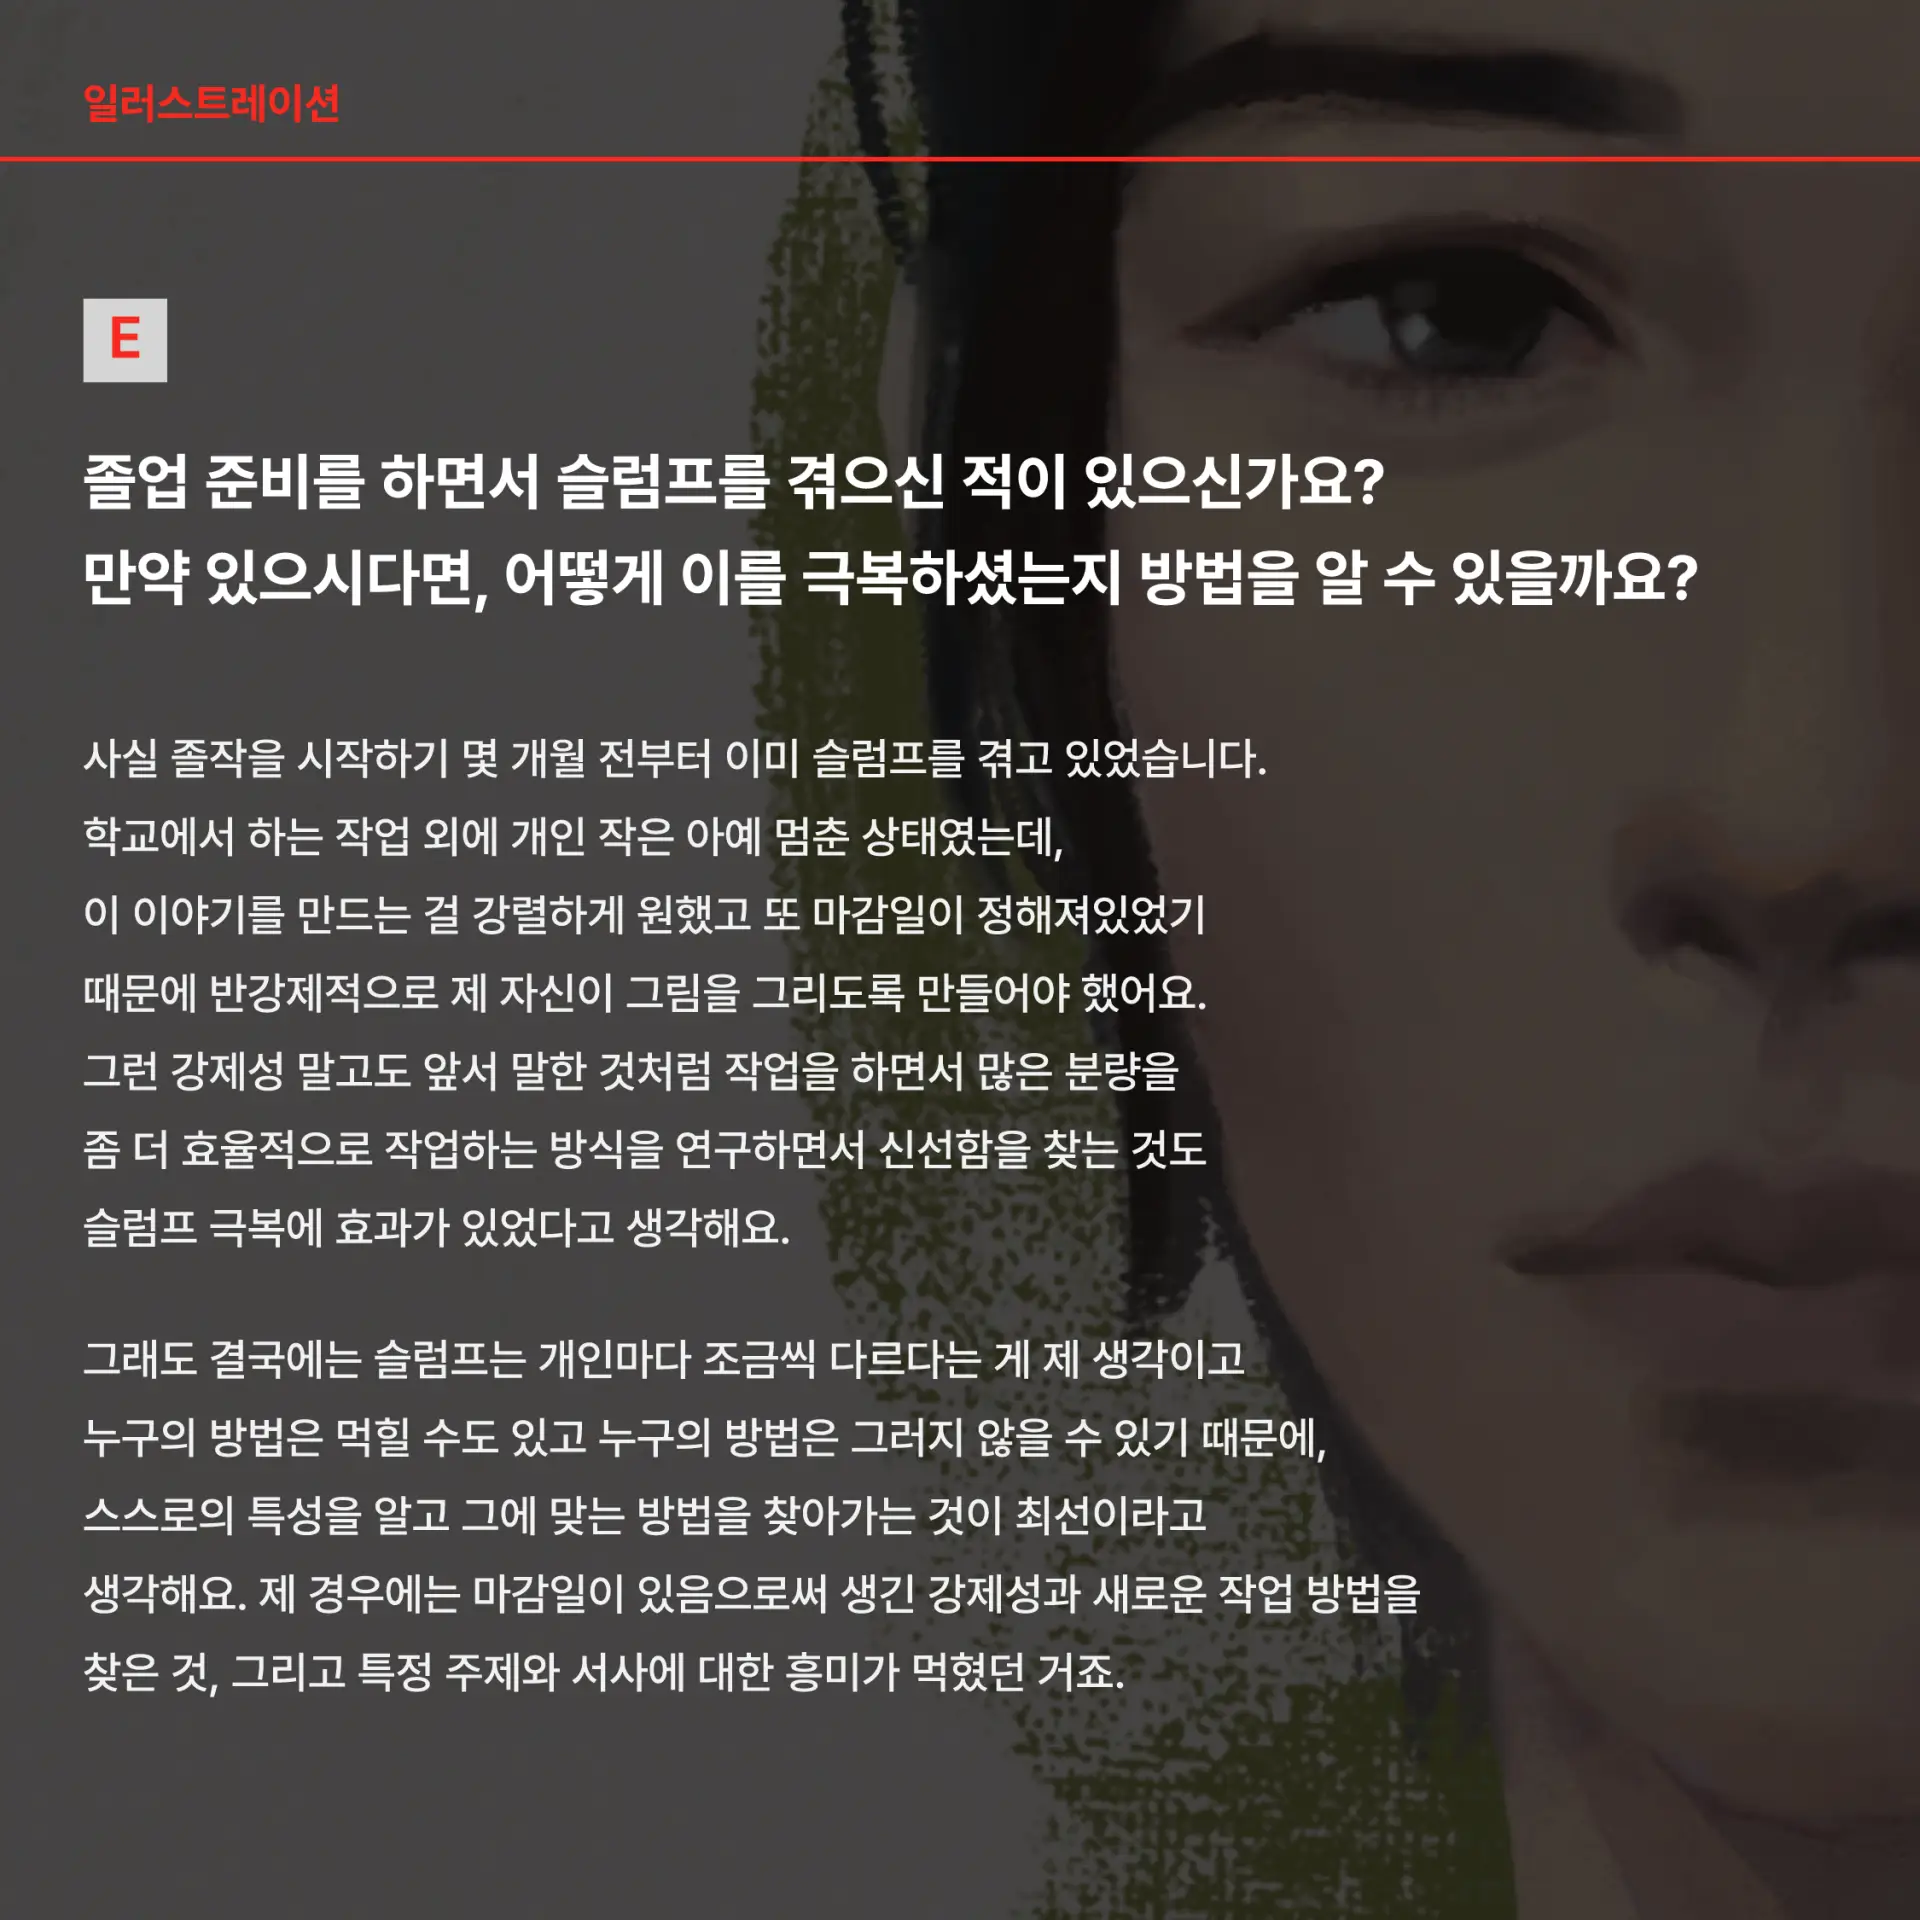 일러스트레이션
E
졸업 준비를 하면서 슬럼프를 겪으신 적이 있으신가요?
만약 있으시다면, 어떻게 이를 극복하셨는지 방법을 알 수 있을까요?
사실 졸작을 시작하기 몇 개월 전부터 이미 슬럼프를 겪고 있었습니다.
학교에서 하는 작업 외에 개인 작은 아예 멈춘 상태였는데,
이 이야기를 만드는 걸 강렬하게 원했고 또 마감일이 정해져있었기
때문에 반강제적으로 제 자신이 그림을 그리도록 만들어야 했어요.
그런 강제성 말고도 앞서 말한 것처럼 작업을 하면서 많은 분량을
좀 더 효율적으로 작업하는 방식을 연구하면서 신선함을 찾는 것도
슬럼프 극복에 효과가 있었다고 생각해요.
그래도 결국에는 슬럼프는 개인마다 조금씩 다르다는 게 제 생각이고
누구의 방법은 먹힐 수도 있고 누구의 방법은 그러지 않을 수 있기 때문에,
스스로의 특성을 알고 그에 맞는 방법을 찾아가는 것이 최선이라고
생각해요. 제 경우에는 마감일이 있음으로써 생긴 강제성과 새로운 작업 방법을
찾은 것, 그리고 특정 주제와 서사에 대한 흥미가 먹혔던 거죠.